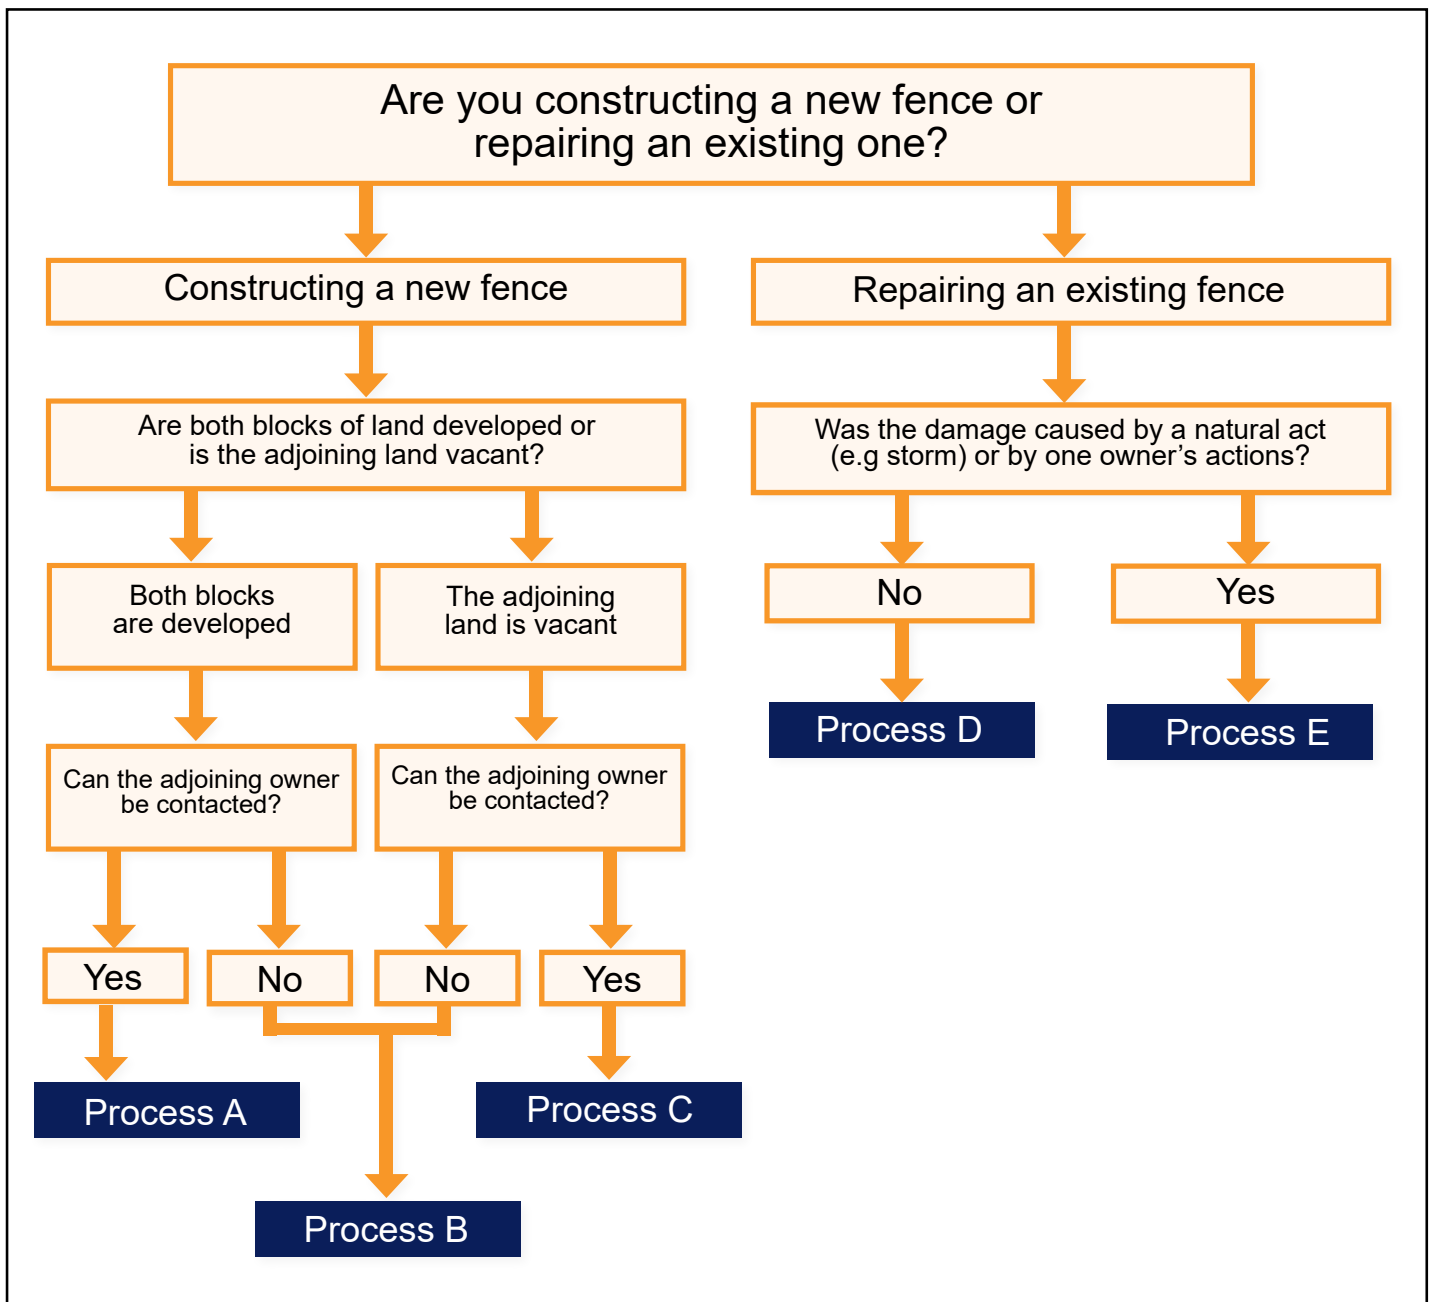 Are you constructing a new fence or
repairing an existing one?
Constructing a new fence
Repairing an existing fence
Are both blocks of land developed or
is the adjoining land vacant?
Was the damage caused by a natural act
(e.g storm) or by one owner’s actions?
Both blocks
are developed
The adjoining
land is vacant
No
Yes
Process D
Process E
Can the adjoining owner
be contacted?
Can the adjoining owner
be contacted?
Yes
No
No
Yes
Process A
Process C
Process B